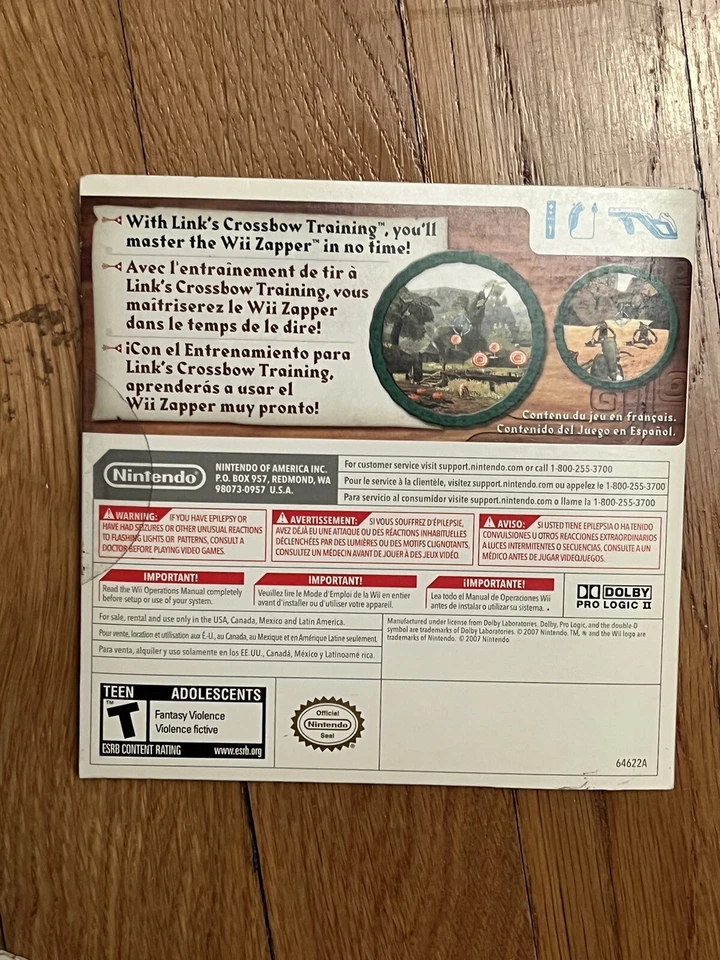 With Link's Crossbow Training™, you'll
master the Wii Zapper™ in no time!
Avec l'entraînement de tir à
Link's Crossbow Training, vous
maîtriserez le Wii Zapper
dans le temps de le dire!
¡Con el Entrenamiento para
Link's Crossbow Training,
aprenderás a usar el
Wii Zapper muy pronto!
Contenu du jeu en français.
Contenido del Juego en Español.
Nintendo
NINTENDO OF AMERICA INC.
P.O. BOX 957, REDMOND, WA
98073-0957 U.S.A.
For customer service visit support.nintendo.com or call 1-800-255-3700
Pour le service à la clientèle, visitez support.nintendo.com ou appelez le 1-800-255-3700
Para servicio al consumidor visite support.nintendo.com o llame la 1-800-255-3700
WARNING: IF YOU HAVE EPILEPSY OR
HAVE HAD SEIZURES OR OTHER UNUSUAL REACTIONS
TO FLASHING LIGHTS OR PATTERNS, CONSULT A
DOCTOR BEFORE PLAYING VIDEO GAMES.
AVERTISSEMENT: SI VOUS SOUFFREZ D'ÉPILEPSIE,
AVEZ DÉJÀ EU UNE ATTAQUE OU DES RÉACTIONS INHABITUELLES
DÉCLENCHÉES PAR DES LUMIÈRES OU DES MOTIFS CLIGNOTANTS,
CONSULTEZ UN MÉDECIN AVANT DE JOUER À DES JEUX VIDÉO.
AVISO: SI USTED TIENE EPILEPSIA O HA TENIDO
CONVULSIONES U OTROS REACCIONES EXTRAORDINARIOS
A LUCES INTERMITENTES O SECUENCIAS, CONSULTE A UN
MÉDICO ANTES DE JUGAR VIDEOJUEGOS.
IMPORTANT!
Read the Wii Operations Manual completely
before setup or use of your system.
IMPORTANT!
Veuillez lire le Mode d'Emploi de la Wii en entier
avant d'installer ou d'utiliser votre appareil.
¡IMPORTANTE!
Lea todo el Manual de Operaciones Wii
antes de instalar o utilizar su sistema.
DOLBY
PRO LOGIC II
For sale, rental and use only in the USA, Canada, Mexico and Latin America.
Pour vente, location et utilisation aux É-U., au Canada, au Mexique et en Amérique Latine seulement.
Para venta, alquiler y uso solamente en los EE.UU., Canadá, México y Latinoamé rica.
Manufactured under license from Dolby Laboratories. Dolby, Pro Logic, and the double-D
symbol are trademarks of Dolby Laboratories. © 2007 Nintendo. TM, ® and the Wii logo are
trademarks of Nintendo. © 2007 Nintendo.
TEEN ADOLESCENTS
T™
Fantasy Violence
Violence fictive
ESRB CONTENT RATING www.esrb.org
Official
Nintendo
Seal
64622A